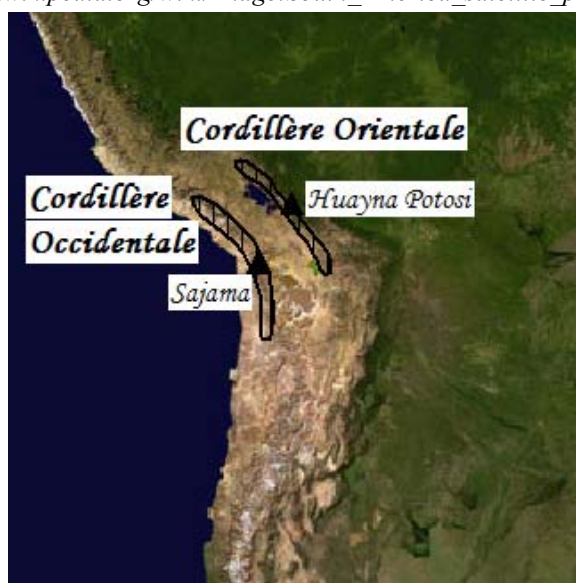 Cordillère Orientale
Huayna Potosi
Cordillère
Occidentale
Sajama